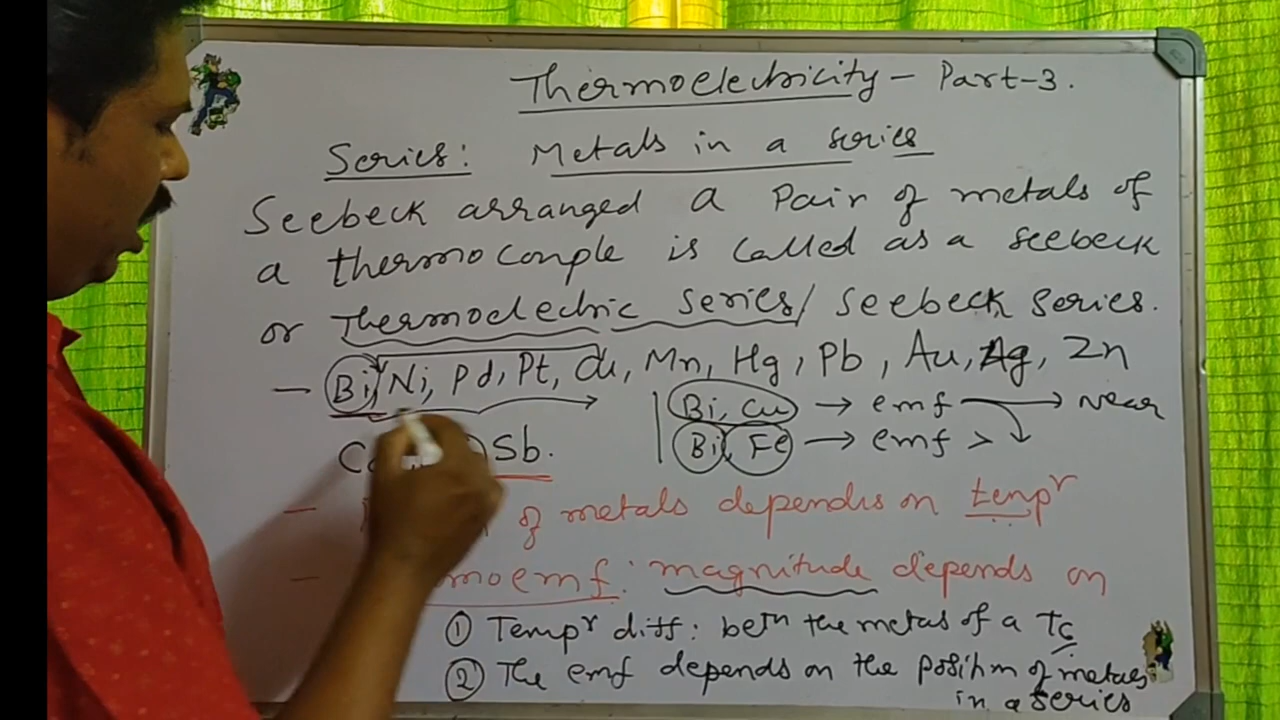 Thermoelectricity - Part-3.
Series: Metals in a series
Seebeck arranged a Pair of metals of
a thermocouple is called as a seebeck
or Thermoelectric series/ Seebeck Series.
- Bi, Ni, Pd, Pt, Cu, Mn, Hg, Pb, Au, Ag, Zn
Sb.
Bi, Cu → emf → near
Bi, Fe → emf >
- of metals depends on tempr
- emf: magnitude depends on
① Tempr diff: betn the metas of a Tc
② The emf depends on the position of metals
in a series